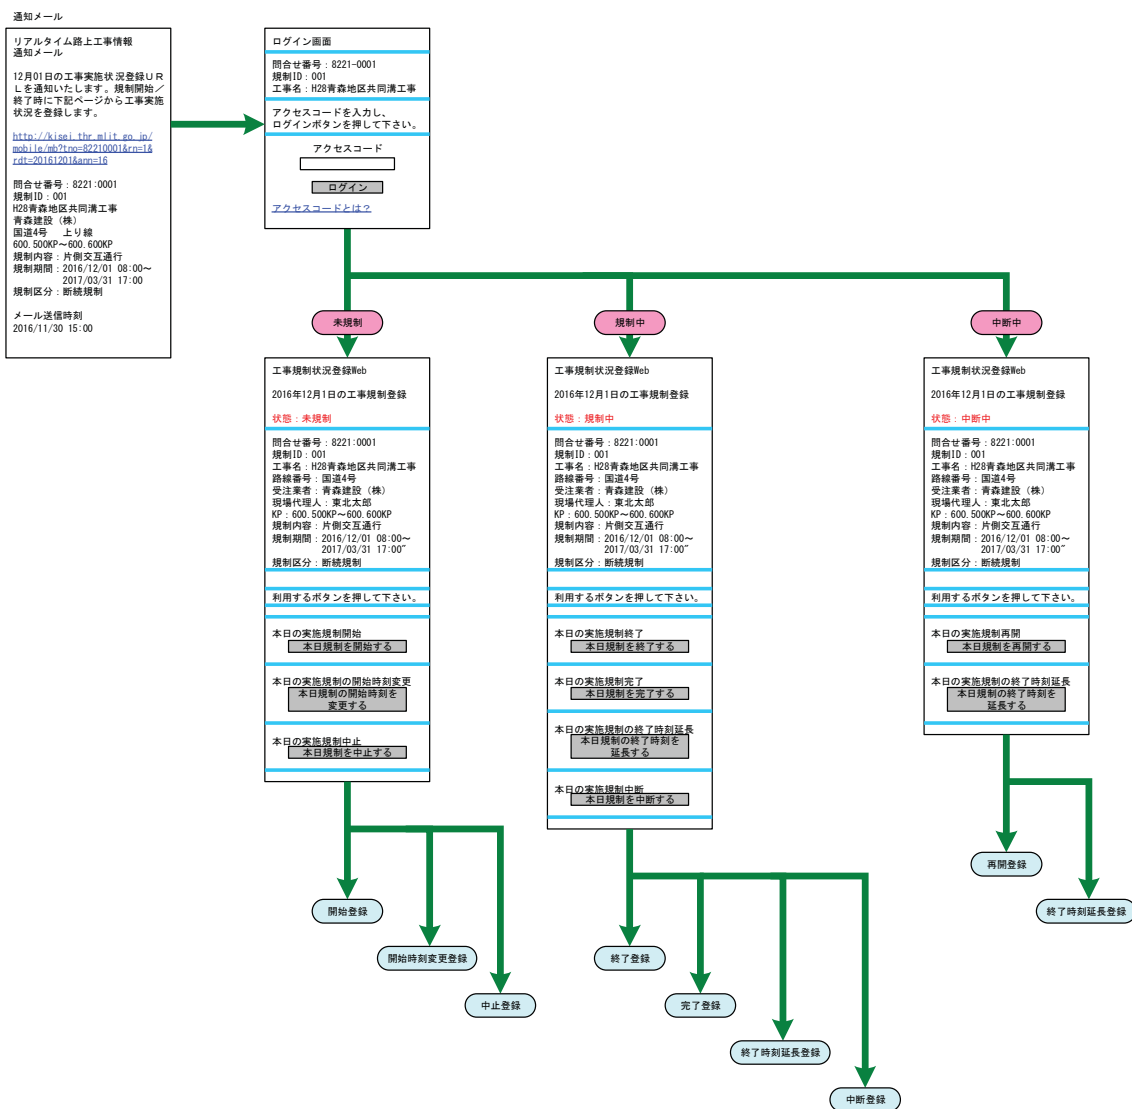 通知メール
リアルタイム路上工事情報
通知メール
12月01日の工事実施状況登録UR
Lを通知いたします。規制開始／
終了時に下記ページから工事実施
状況を登録します。
http://kisei.thr.mlit.go.jp/
mobile/mb?tno=82210001&rn=1&
rdt=20161201&ann=16
問合せ番号：8221:0001
規制ID：001
H28青森地区共同溝工事
青森建設（株）
国道4号　上り線
600.500KP～600.600KP
規制内容：片側交互通行
規制期間：2016/12/01 08:00～
2017/03/31 17:00
規制区分：断続規制
メール送信時刻
2016/11/30 15:00
ログイン画面
問合せ番号：8221-0001
規制ID：001
工事名：H28青森地区共同溝工事
アクセスコードを入力し、
ログインボタンを押して下さい。
アクセスコード
ログイン
アクセスコードとは？
未規制
工事規制状況登録Web
2016年12月1日の工事規制登録
状態：未規制
問合せ番号：8221:0001
規制ID：001
工事名：H28青森地区共同溝工事
路線番号：国道4号
受注業者：青森建設（株）
現場代理人：東北太郎
KP：600.500KP～600.600KP
規制内容：片側交互通行
規制期間：2016/12/01 08:00～
2017/03/31 17:00~
規制区分：断続規制
利用するボタンを押して下さい。
本日の実施規制開始
本日規制を開始する
本日の実施規制の開始時刻変更
本日規制の開始時刻を
変更する
本日の実施規制中止
本日規制を中止する
開始登録
開始時刻変更登録
中止登録
規制中
工事規制状況登録Web
2016年12月1日の工事規制登録
状態：規制中
問合せ番号：8221:0001
規制ID：001
工事名：H28青森地区共同溝工事
路線番号：国道4号
受注業者：青森建設（株）
現場代理人：東北太郎
KP：600.500KP～600.600KP
規制内容：片側交互通行
規制期間：2016/12/01 08:00～
2017/03/31 17:00~
規制区分：断続規制
利用するボタンを押して下さい。
本日の実施規制終了
本日規制を終了する
本日の実施規制完了
本日規制を完了する
本日の実施規制の終了時刻延長
本日規制の終了時刻を
延長する
本日の実施規制中断
本日規制を中断する
終了登録
完了登録
終了時刻延長登録
中断登録
中断中
工事規制状況登録Web
2016年12月1日の工事規制登録
状態：中断中
問合せ番号：8221:0001
規制ID：001
工事名：H28青森地区共同溝工事
路線番号：国道4号
受注業者：青森建設（株）
現場代理人：東北太郎
KP：600.500KP～600.600KP
規制内容：片側交互通行
規制期間：2016/12/01 08:00～
2017/03/31 17:00~
規制区分：断続規制
利用するボタンを押して下さい。
本日の実施規制再開
本日規制を再開する
本日の実施規制の終了時刻延長
本日規制の終了時刻を
延長する
再開登録
終了時刻延長登録